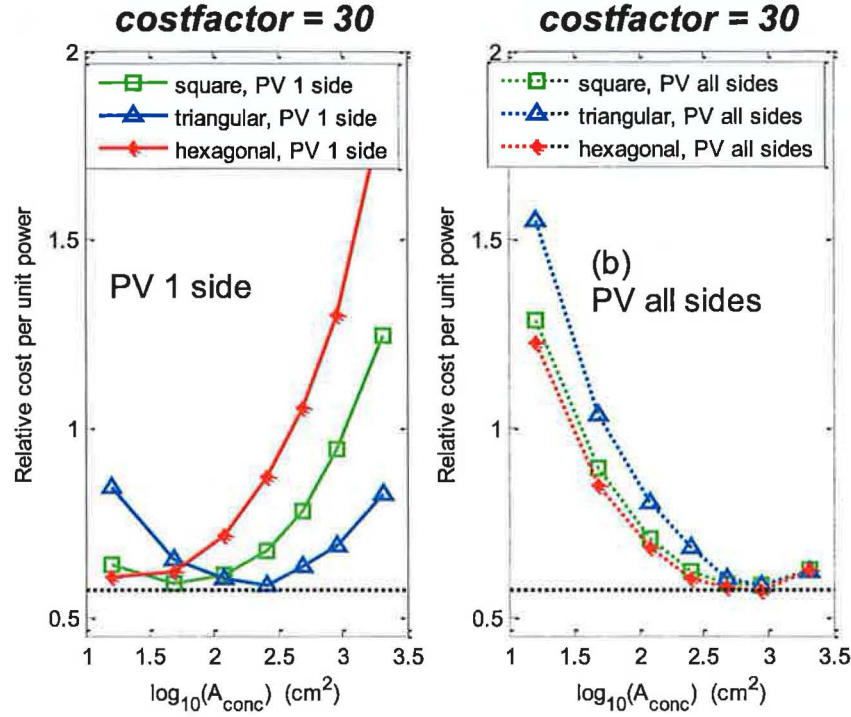 costfactor = 30
2
square, PV 1 side
triangular, PV 1 side
hexagonal, PV 1 side
1.5
PV 1 side
Relative cost per unit power
1
0.5
1
1.5
2
2.5
3
3.5
log10(Aconc) (cm2)
costfactor = 30
2
square, PV all sides
triangular, PV all sides
hexagonal, PV all sides
1.5
(b)
PV all sides
Relative cost per unit power
1
0.5
1
1.5
2
2.5
3
3.5
log10(Aconc) (cm2)